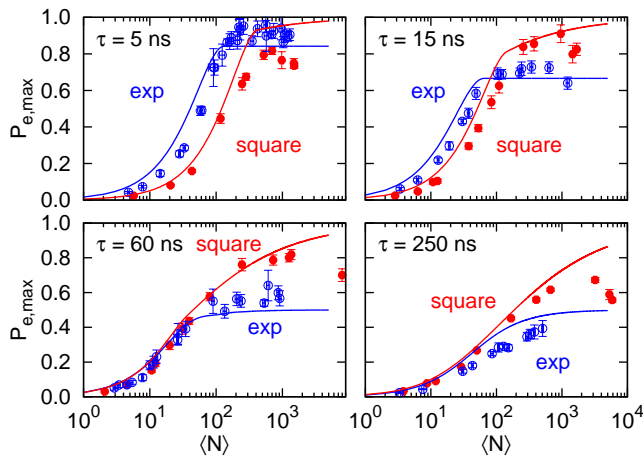 1.0
0.8
0.6
0.4
0.2
0.0
P_e,max
τ = 5 ns
exp
square
τ = 15 ns
exp
square
1.0
0.8
0.6
0.4
0.2
0.0
P_e,max
τ = 60 ns
square
exp
τ = 250 ns
square
exp
10^0 10^1 10^2 10^3
10^0 10^1 10^2 10^3 10^4
⟨N⟩ ⟨N⟩